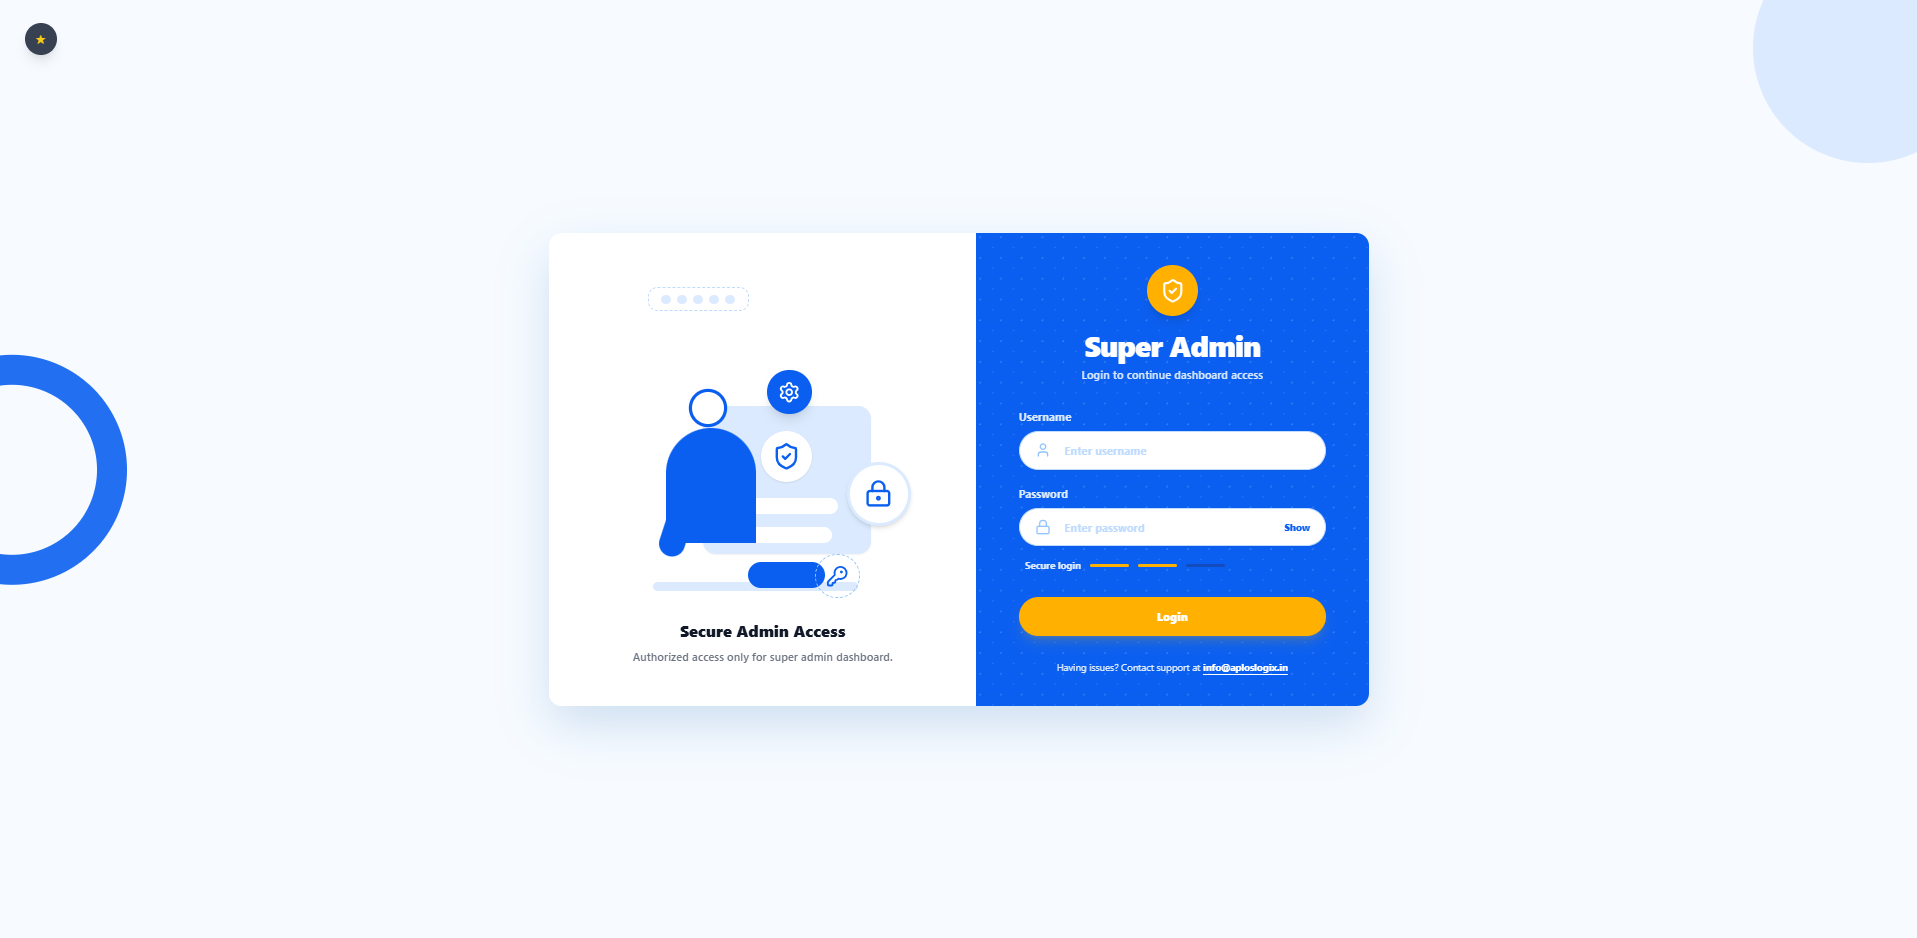 Super Admin
Login to continue dashboard access
Username
Enter username
Password
Enter password
Show
Secure login
Login
Having issues? Contact support at info@aploslogix.in
Secure Admin Access
Authorized access only for super admin dashboard.